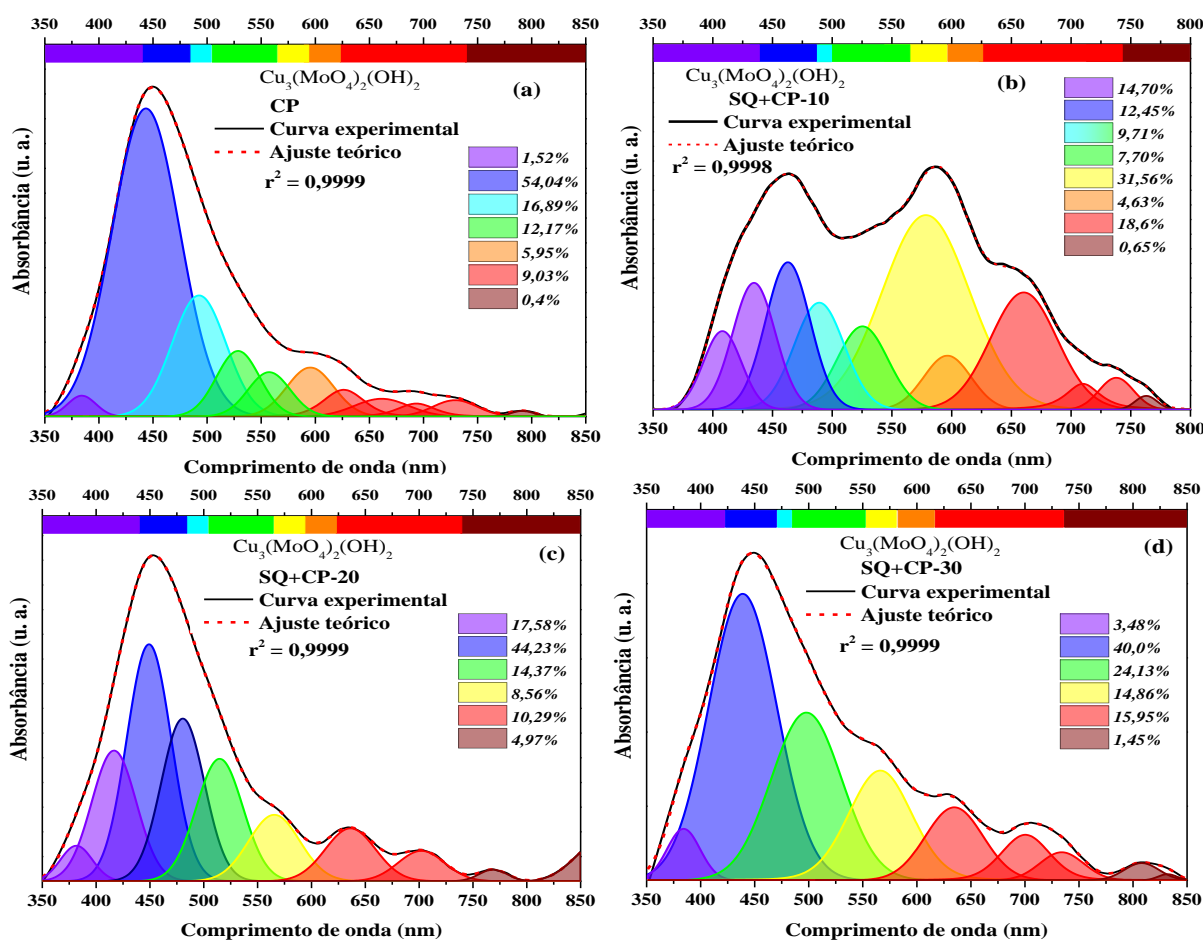 350 400 450 500 550 600 650 700 750 800 850
Cu₃(MoO₄)₂(OH)₂
(a)
CP
Curva experimental
Ajuste teórico
r² = 0,9999
1,52%
54,04%
16,89%
12,17%
5,95%
9,03%
0,4%
Absorbância (u. a.)
350 400 450 500 550 600 650 700 750 800 850
Comprimento de onda (nm)
350 400 450 500 550 600 650 700 750 800
Cu₃(MoO₄)₂(OH)₂
(b)
SQ+CP-10
Curva experimental
Ajuste teórico
r² = 0,9998
14,70%
12,45%
9,71%
7,70%
31,56%
4,63%
18,6%
0,65%
Absorbância (u. a.)
350 400 450 500 550 600 650 700 750 800
Comprimento de onda (nm)
350 400 450 500 550 600 650 700 750 800 850
Cu₃(MoO₄)₂(OH)₂
(c)
SQ+CP-20
Curva experimental
Ajuste teórico
r² = 0,9999
17,58%
44,23%
14,37%
8,56%
10,29%
4,97%
Absorbância (u. a.)
350 400 450 500 550 600 650 700 750 800 850
Comprimento de onda (nm)
350 400 450 500 550 600 650 700 750 800 850
Cu₃(MoO₄)₂(OH)₂
(d)
SQ+CP-30
Curva experimental
Ajuste teórico
r² = 0,9999
3,48%
40,0%
24,13%
14,86%
15,95%
1,45%
Absorbância (u. a.)
350 400 450 500 550 600 650 700 750 800 850
Comprimento de onda (nm)